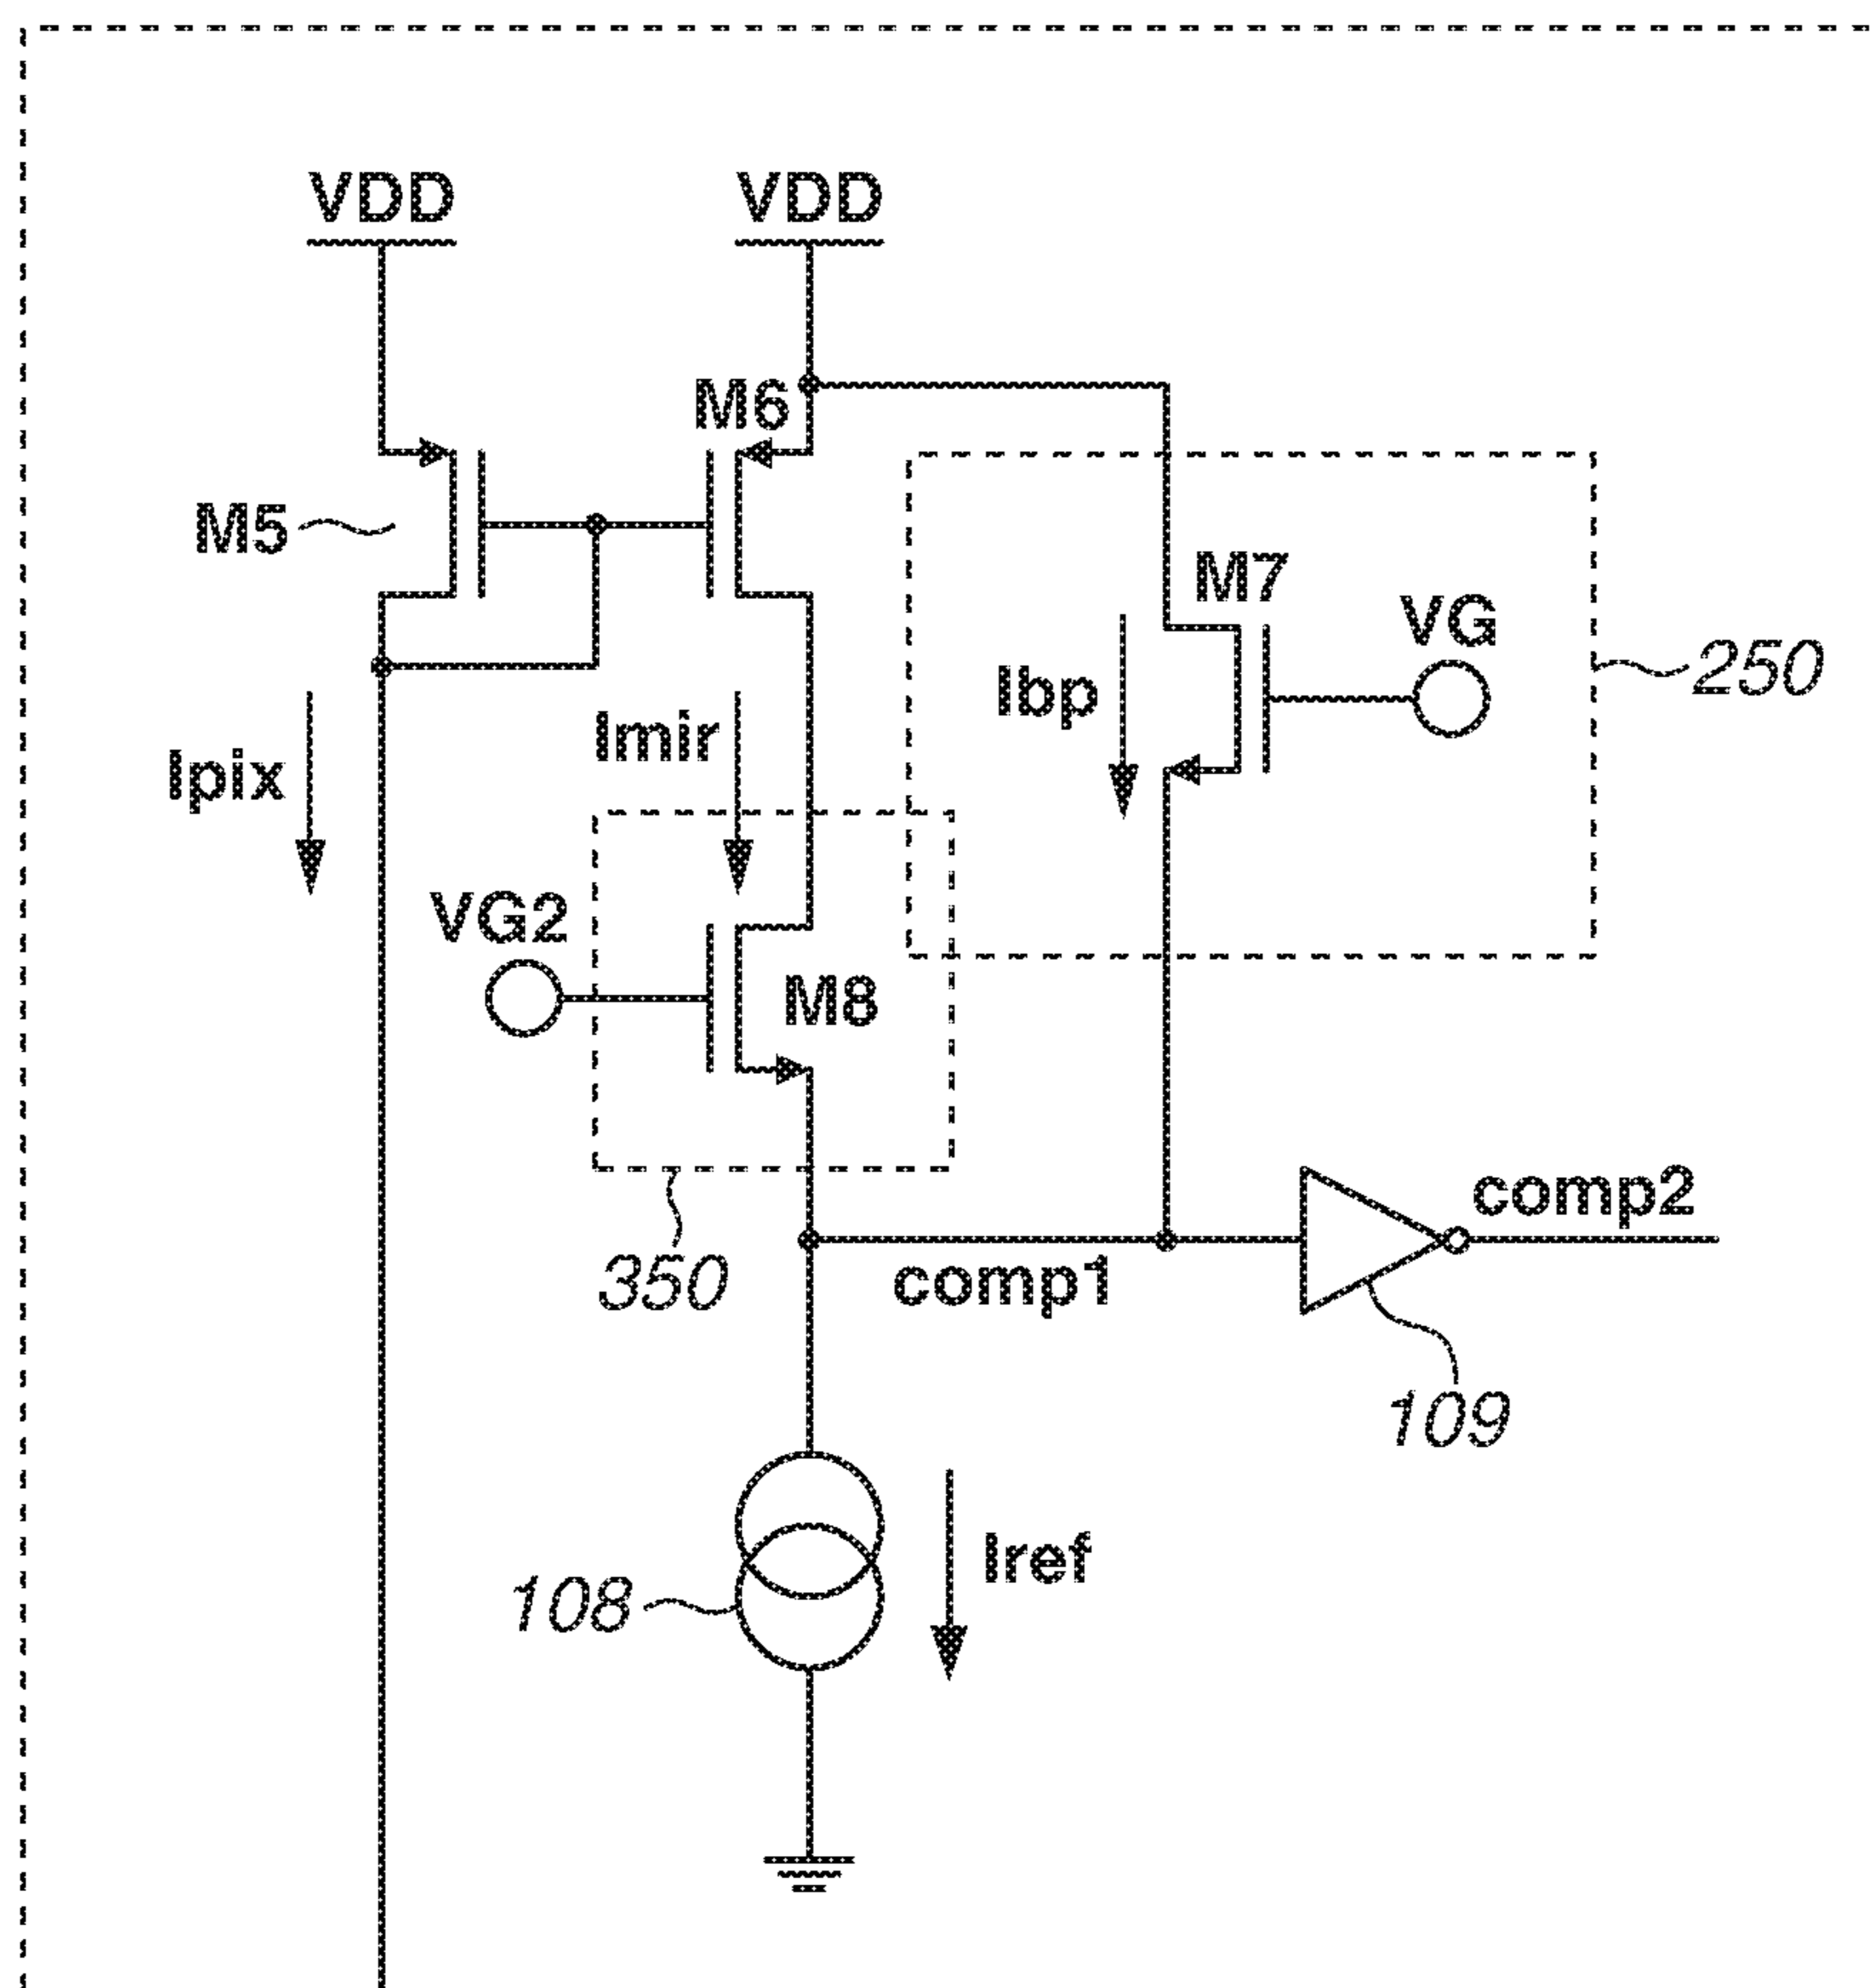 VDD
VDD
M6
M5
M7
VG
250
Ibp
Imir
Ipix
VG2
M8
comp2
350
comp1
109
Iref
108